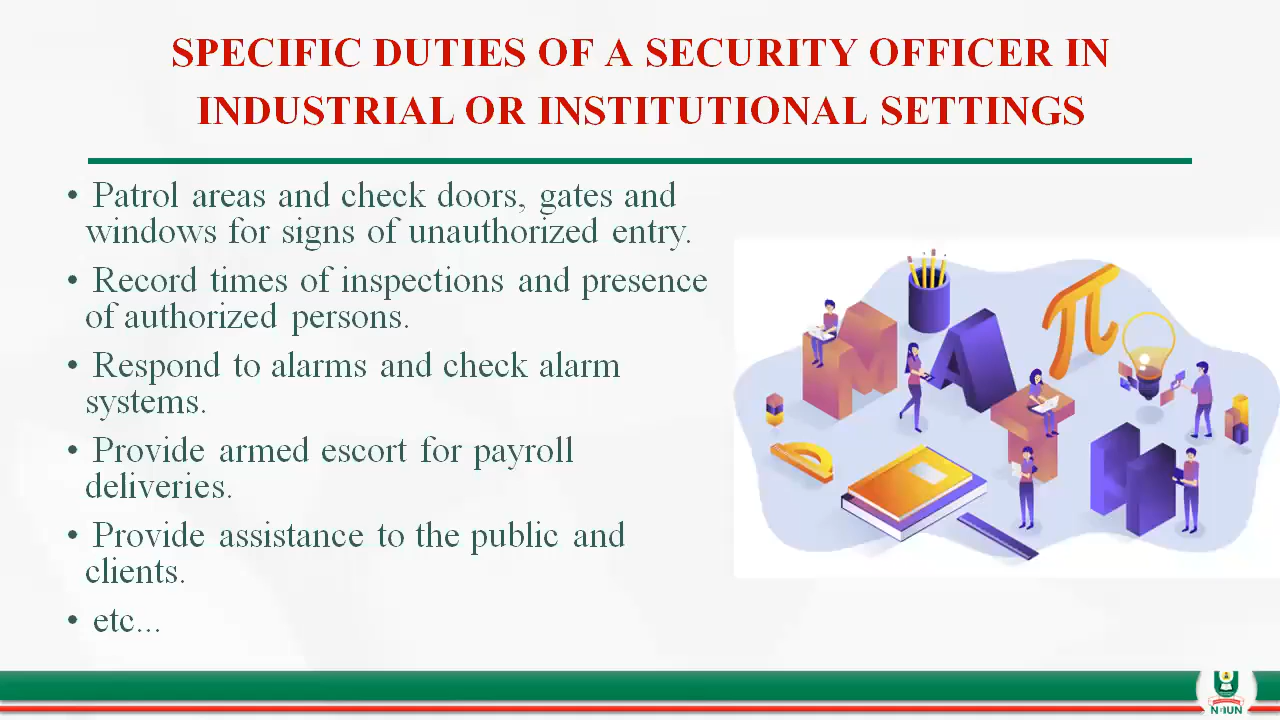 SPECIFIC DUTIES OF A SECURITY OFFICER IN
INDUSTRIAL OR INSTITUTIONAL SETTINGS
• Patrol areas and check doors, gates and
windows for signs of unauthorized entry.
• Record times of inspections and presence
of authorized persons.
• Respond to alarms and check alarm
systems.
• Provide armed escort for payroll
deliveries.
• Provide assistance to the public and
clients.
• etc...
MATH
π
NOUN